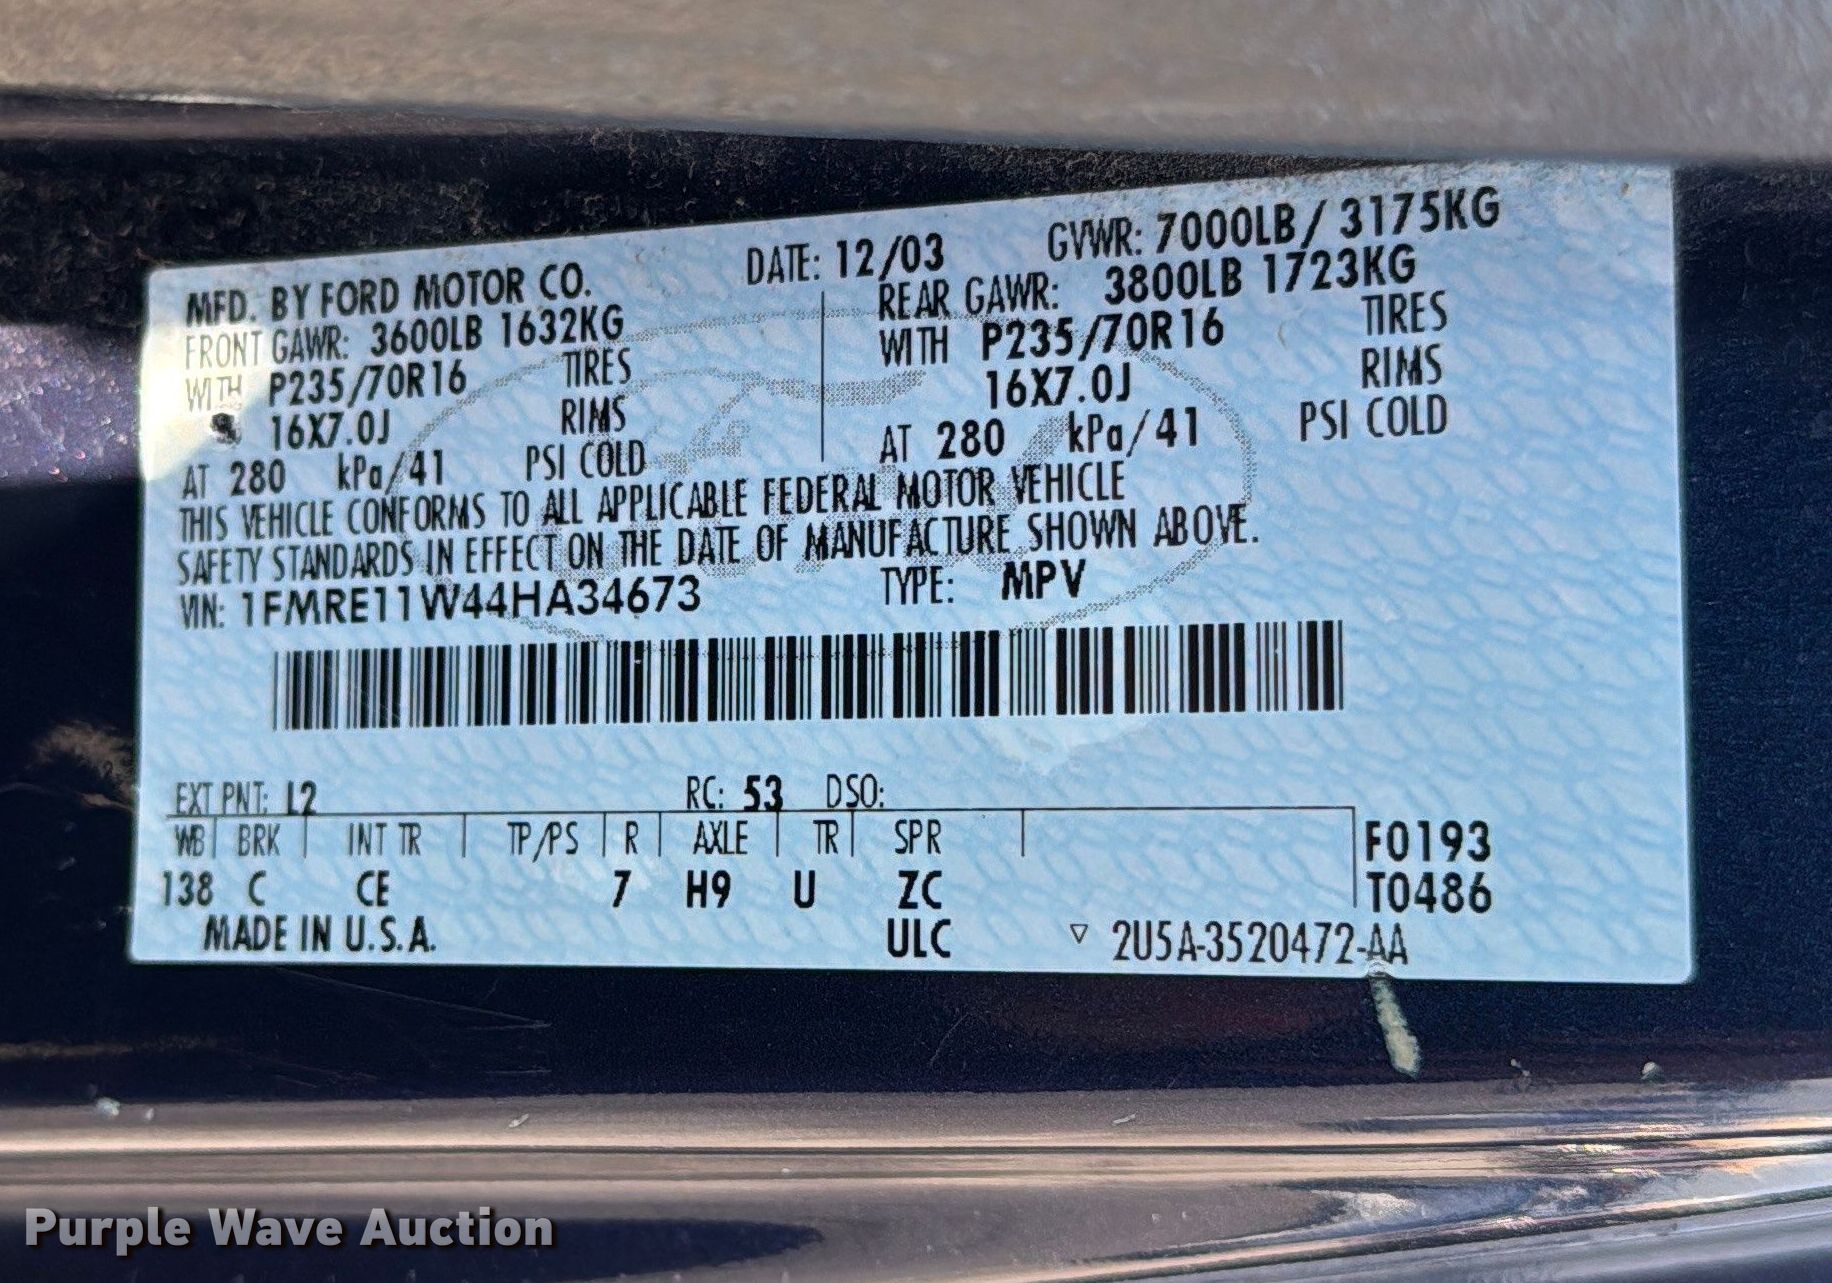 DATE: 12/03 GVWR: 7000LB / 3175KG
MFD. BY FORD MOTOR CO.
FRONT GAWR: 3600LB 1632KG
WITH P235/70R16 TIRES
16X7.0J RIMS
AT 280 kPa/41 PSI COLD
REAR GAWR: 3800LB 1723KG
WITH P235/70R16 TIRES
16X7.0J RIMS
AT 280 kPa/41 PSI COLD
THIS VEHICLE CONFORMS TO ALL APPLICABLE FEDERAL MOTOR VEHICLE
SAFETY STANDARDS IN EFFECT ON THE DATE OF MANUFACTURE SHOWN ABOVE.
VIN: 1FMRE11W44HA34673 TYPE: MPV
EXT PNT: L2 RC: 53 DSO:
WB BRK INT TR TP/PS R AXLE TR SPR F0193
138 C CE 7 H9 U ZC T0486
MADE IN U.S.A. ULC ▽ 2U5A-3520472-AA
Purple Wave Auction